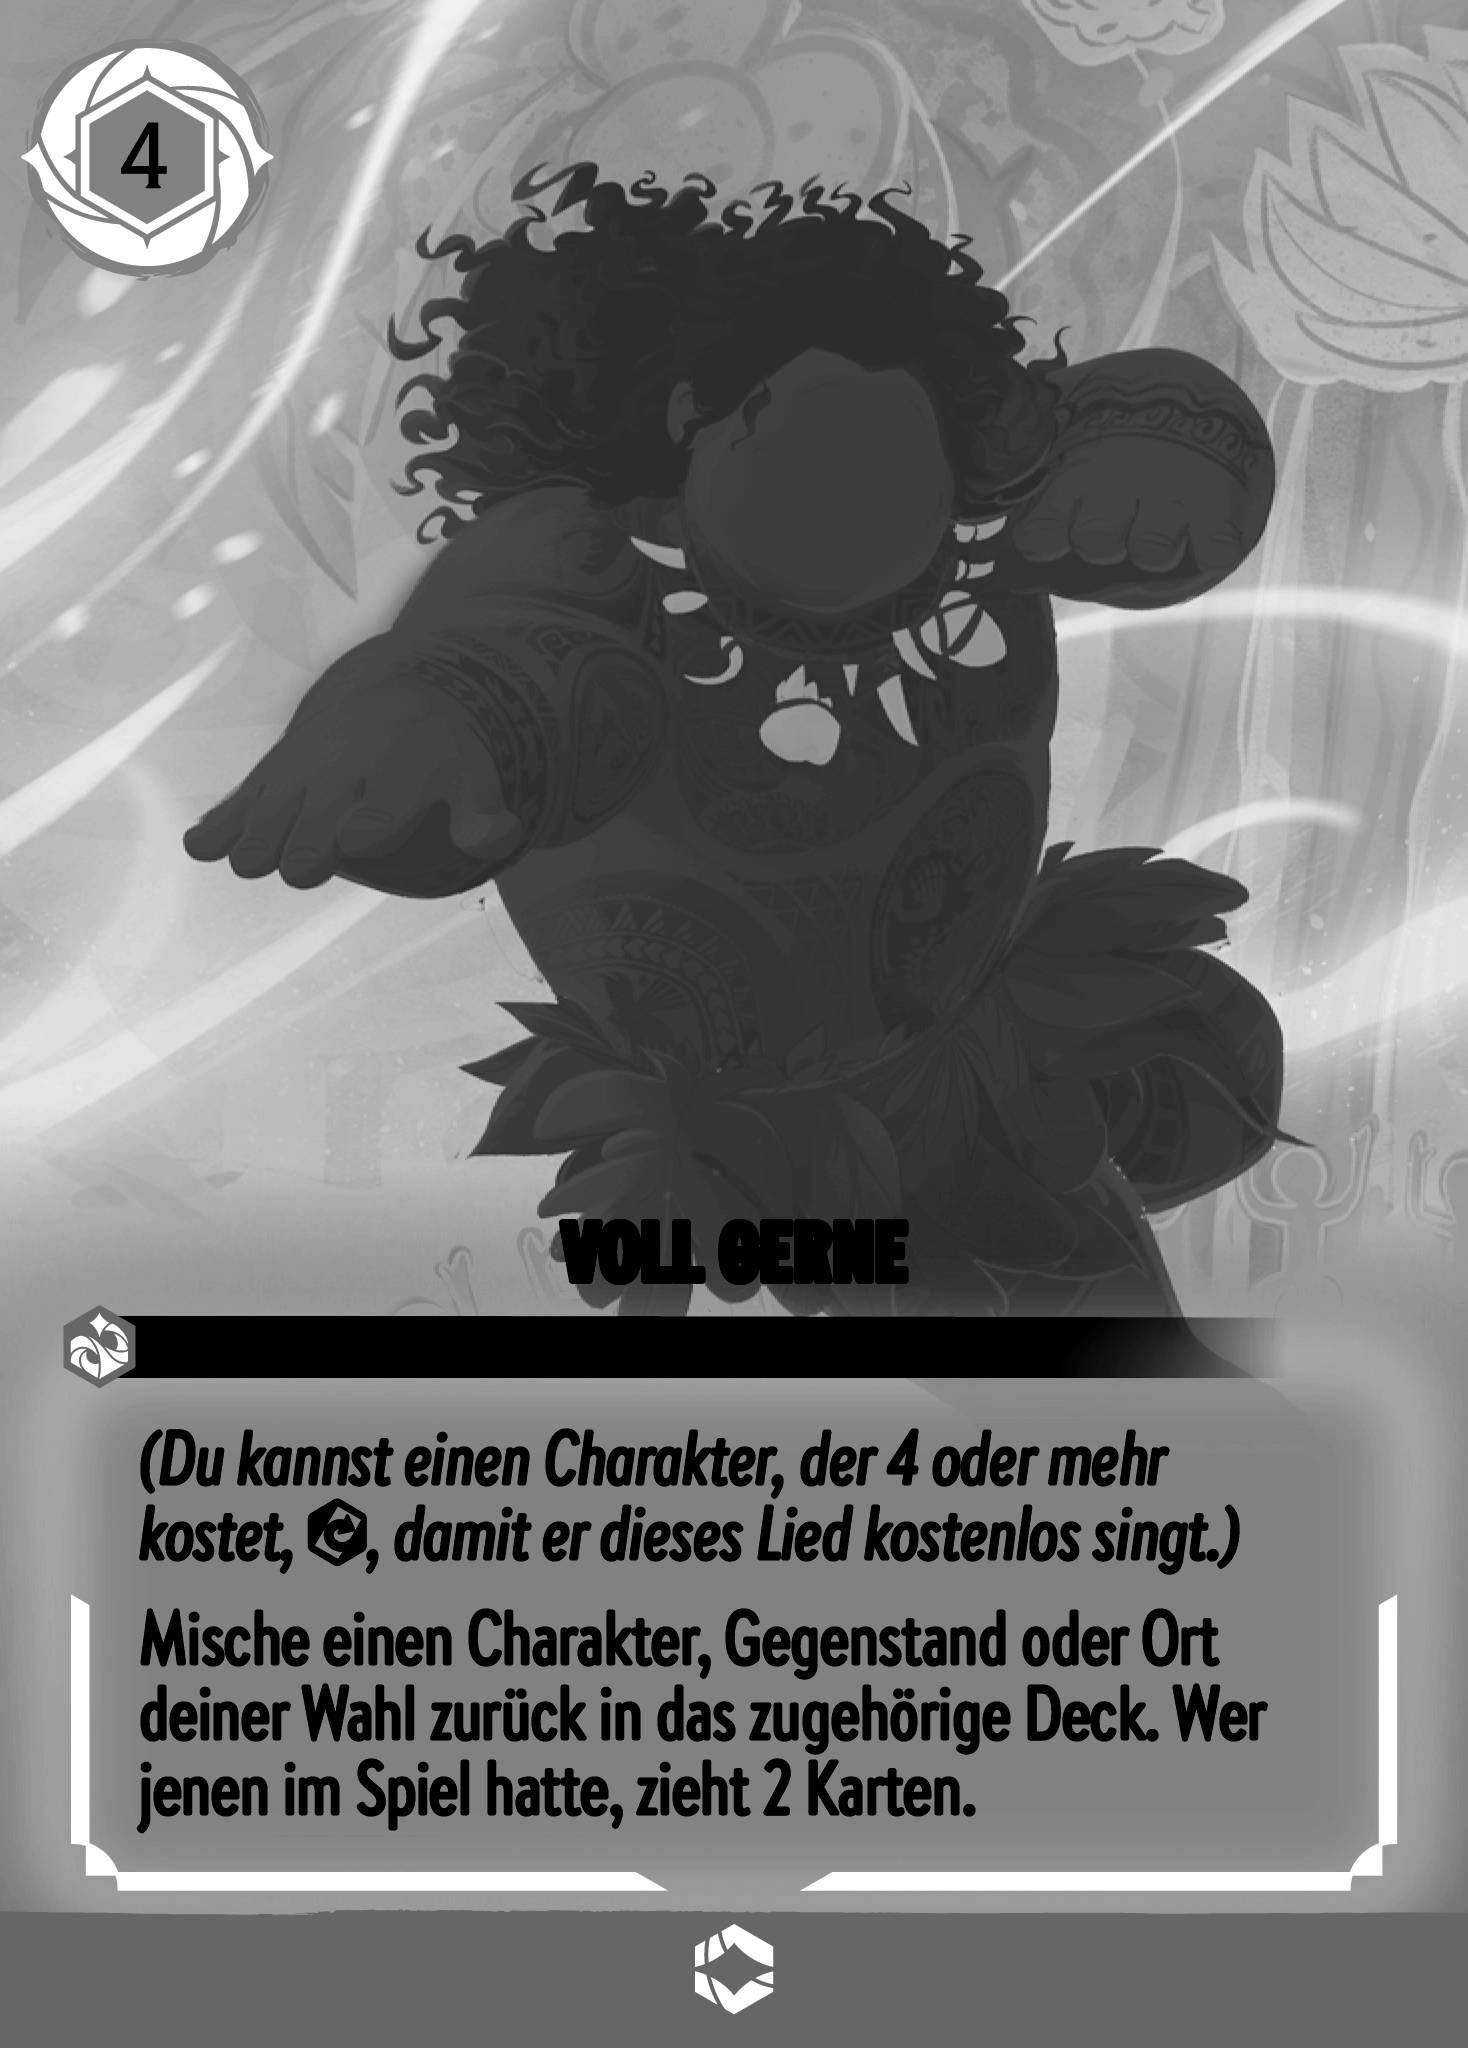 4
VOLL GERNE
(Du kannst einen Charakter, der 4 oder mehr
kostet, , damit er dieses Lied kostenlos singt.)
Mische einen Charakter, Gegenstand oder Ort
deiner Wahl zurück in das zugehörige Deck. Wer
jenen im Spiel hatte, zieht 2 Karten.